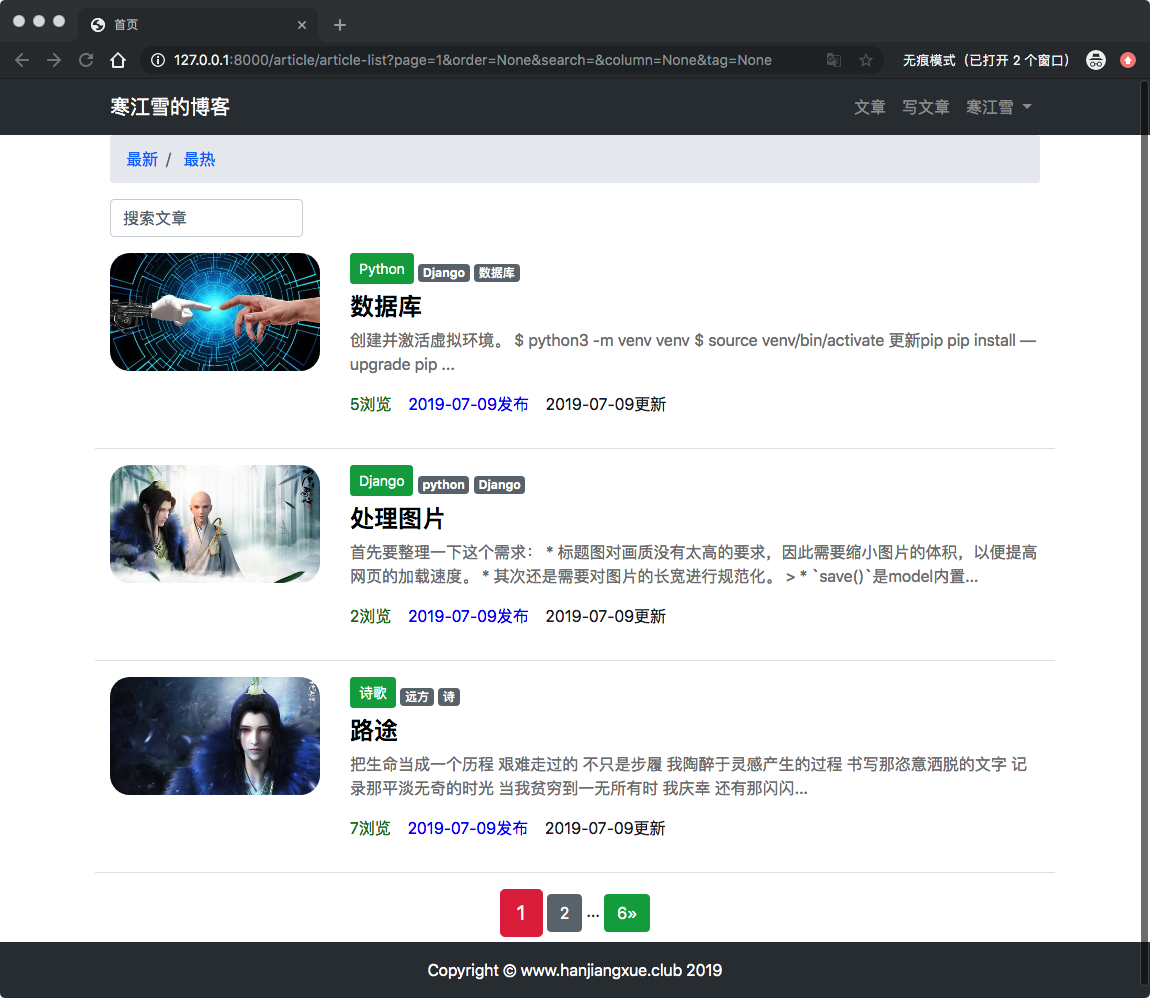 首页
127.0.0.1:8000/article/article-list?page=1&order=None&search=&column=None&tag=None
无痕模式（已打开 2 个窗口）
寒江雪的博客
文章 写文章 寒江雪
最新 / 最热
搜索文章
Python Django 数据库
数据库
创建并激活虚拟环境。 $ python3 -m venv venv $ source venv/bin/activate 更新pip pip install —
upgrade pip ...
5浏览 2019-07-09发布 2019-07-09更新
Django python Django
处理图片
首先要整理一下这个需求： * 标题图对画质没有太高的要求，因此需要缩小图片的体积，以便提高
网页的加载速度。 * 其次还是需要对图片的长宽进行规范化。 > * `save()`是model内置...
2浏览 2019-07-09发布 2019-07-09更新
诗歌 远方 诗
路途
把生命当成一个历程 艰难走过的 不只是步履 我陶醉于灵感产生的过程 书写那恣意洒脱的文字 记
录那平淡无奇的时光 当我贫穷到一无所有时 我庆幸 还有那闪闪...
7浏览 2019-07-09发布 2019-07-09更新
1 2 ... 6»
Copyright © www.hanjiangxue.club 2019